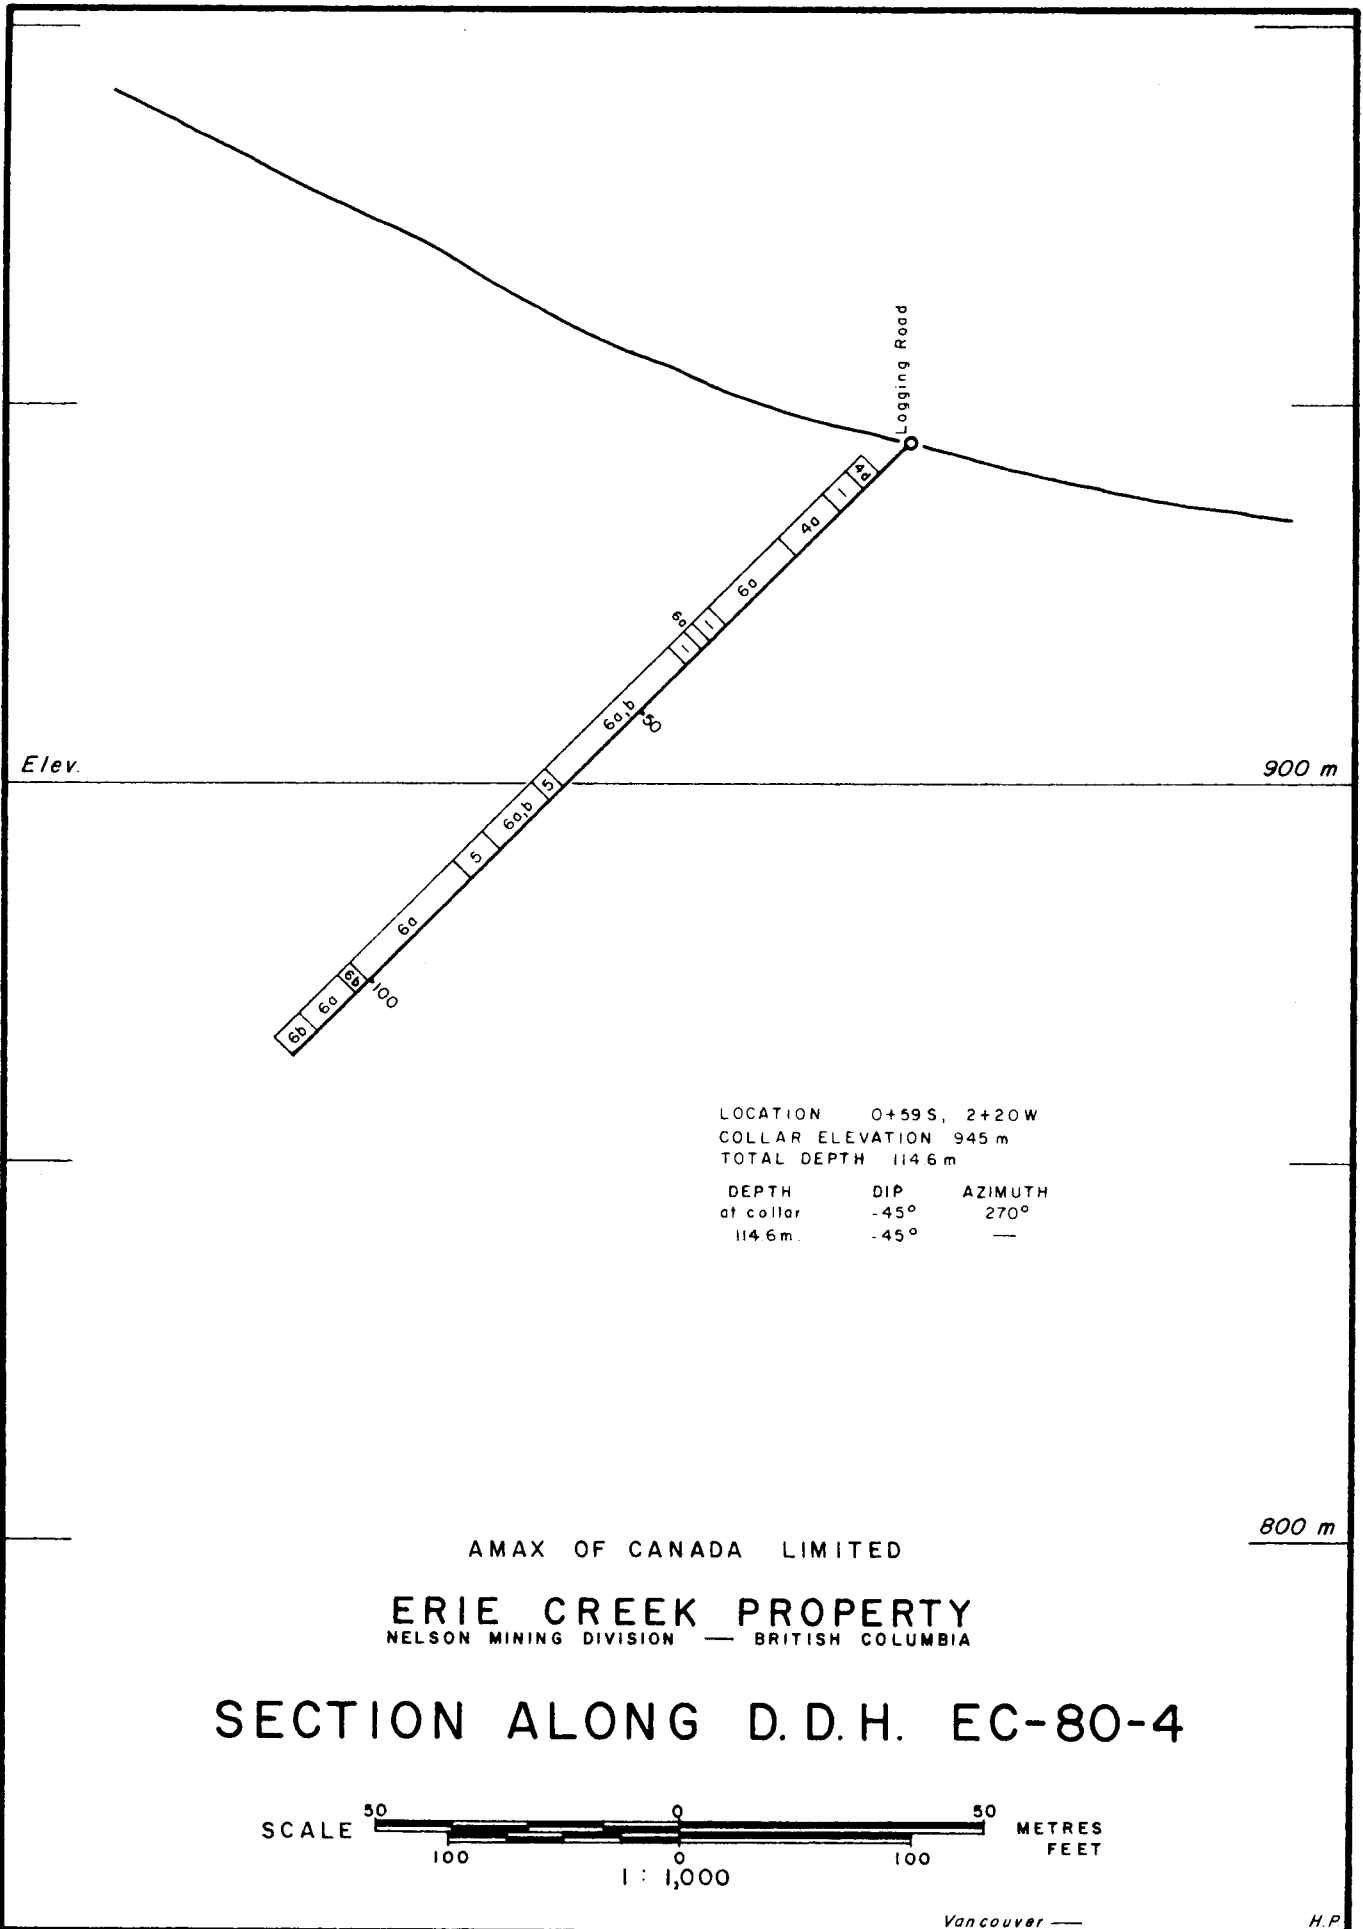 Logging Road
4a
1
4a
6a
1
6a
1
6a,b
50
Elev.
900 m
5
6a,b
5
6a
100
6b
6a
6b
LOCATION 0+59 S, 2+20 W
COLLAR ELEVATION 945 m
TOTAL DEPTH 114.6 m
DEPTH DIP AZIMUTH
at collar -45° 270°
114.6 m. -45° —
800 m
AMAX OF CANADA LIMITED
ERIE CREEK PROPERTY
NELSON MINING DIVISION — BRITISH COLUMBIA
SECTION ALONG D.D.H. EC-80-4
50 0 50
SCALE METRES
FEET
100 0 100
1 : 1,000
Vancouver — H.P.